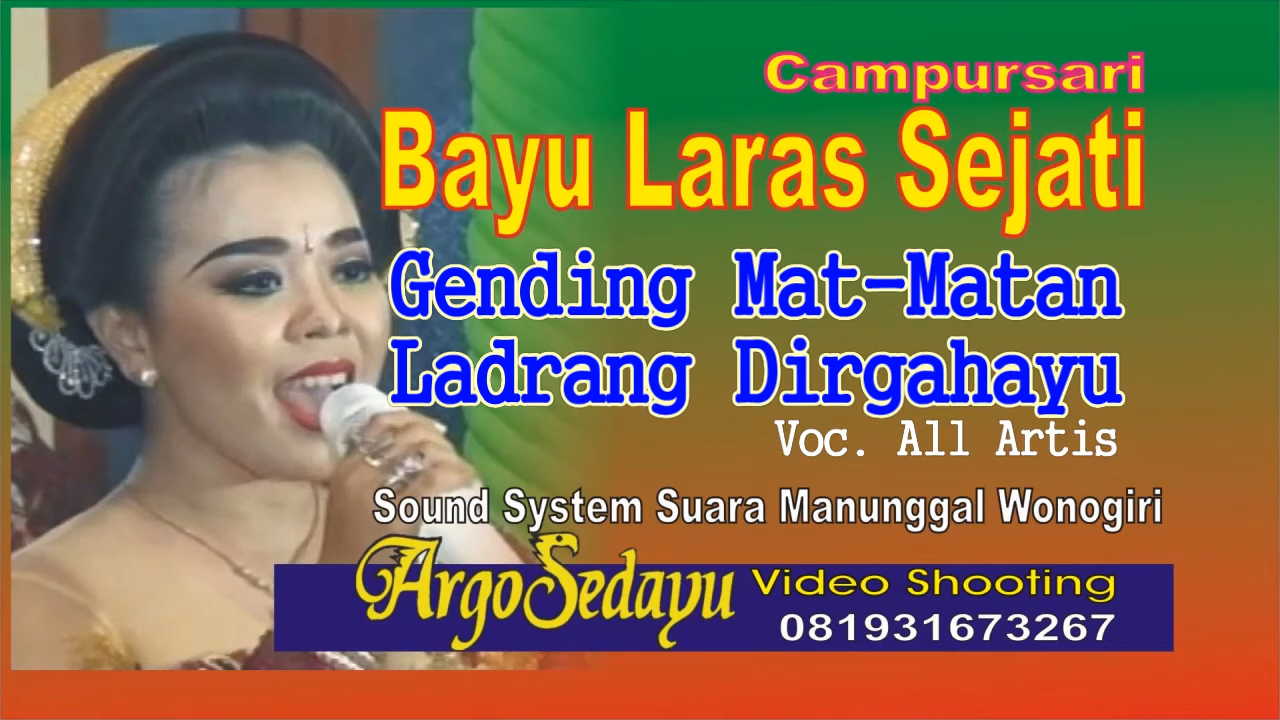 Campursari
Bayu Laras Sejati
Gending Mat-Matan
Ladrang Dirgahayu
Voc. All Artis
Sound System Suara Manunggal Wonogiri
ArgoSedayu Video Shooting
081931673267